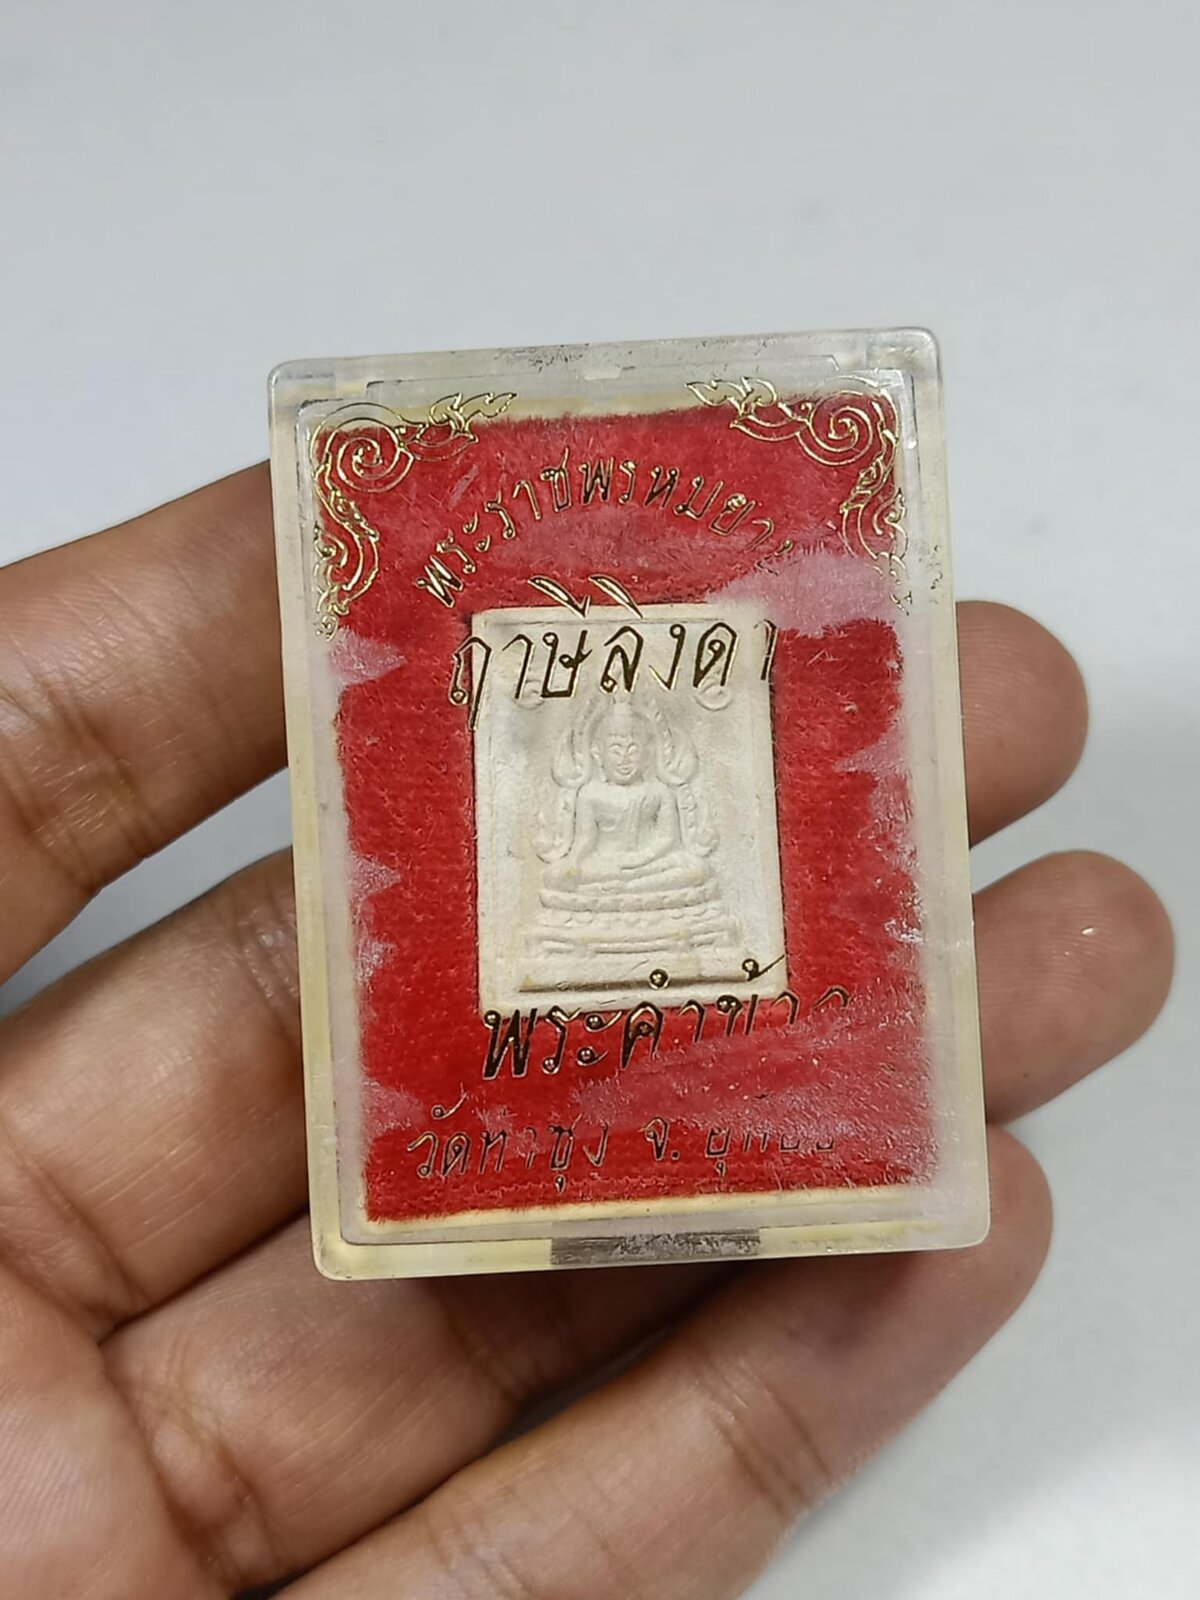 พระราชพรหมยาน
ฤาษีลิงดำ
พระคำข้าว
วัดท่าซุง จ.